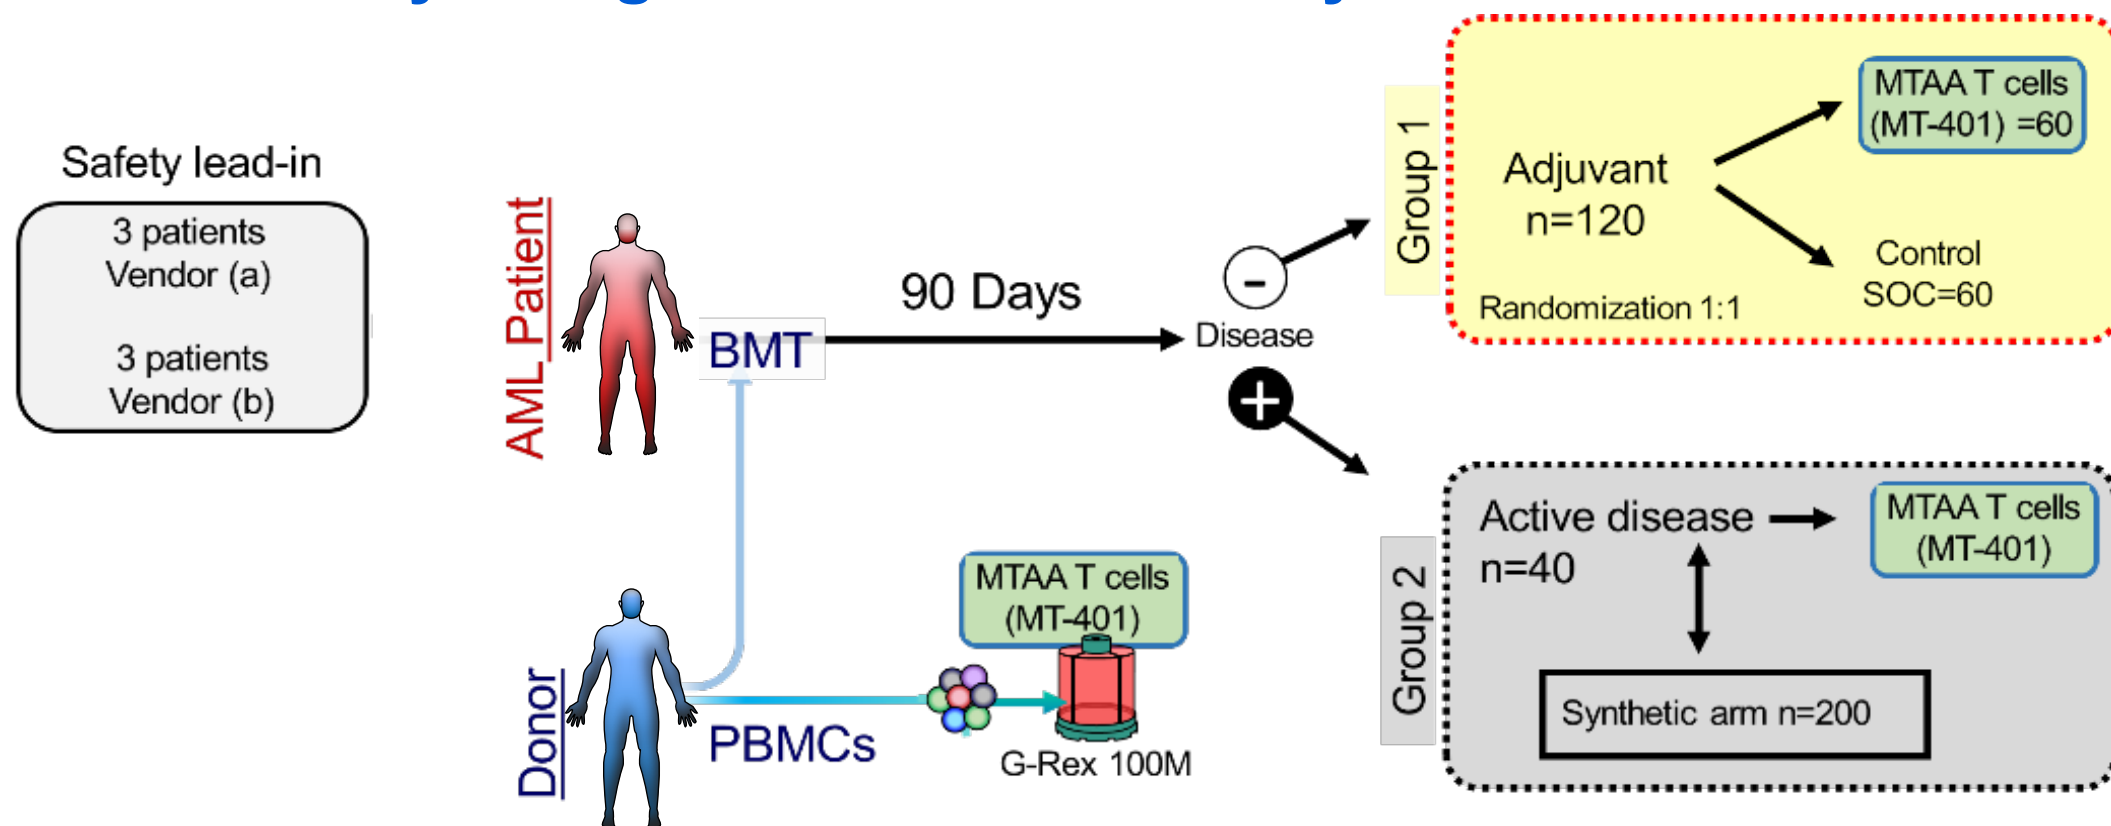 Safety lead-in
3 patients
Vendor (a)
3 patients
Vendor (b)
AML Patient
BMT
90 Days
-
Disease
+
Donor
PBMCs
MTAA T cells
(MT-401)
G-Rex 100M
Group 1
Adjuvant
n=120
Randomization 1:1
MTAA T cells
(MT-401) =60
Control
SOC=60
Group 2
Active disease
n=40
MTAA T cells
(MT-401)
Synthetic arm n=200